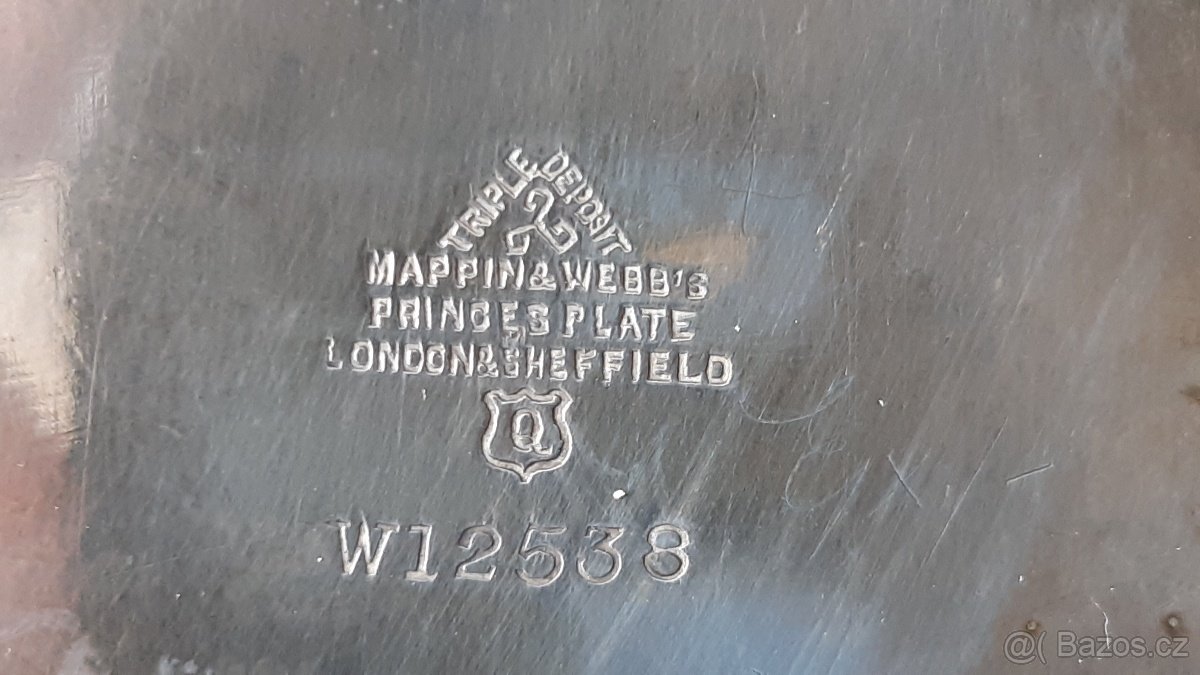 TRIPLE DEPOSIT
MAPPIN & WEBB'S
PRINCES PLATE
LONDON & SHEFFIELD
Q
W12538
@( Bazos.cz